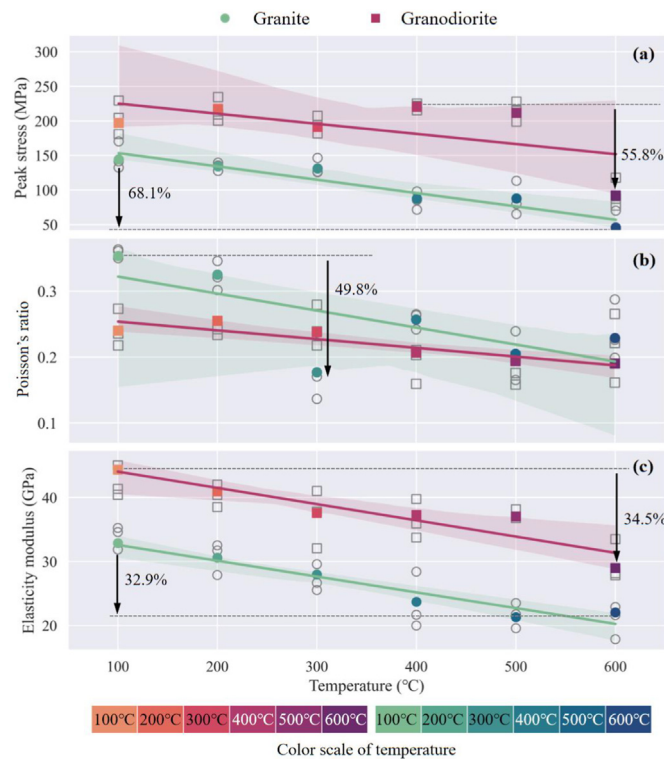 Granite Granodiorite
(a)
Peak stress (MPa)
300
250
200
150
100
50
68.1%
55.8%
(b)
Poisson's ratio
0.3
0.2
0.1
49.8%
(c)
Elasticity modulus (GPa)
40
30
20
32.9%
34.5%
100 200 300 400 500 600
Temperature (℃)
100℃ 200℃ 300℃ 400℃ 500℃ 600℃ 100℃ 200℃ 300℃ 400℃ 500℃ 600℃
Color scale of temperature